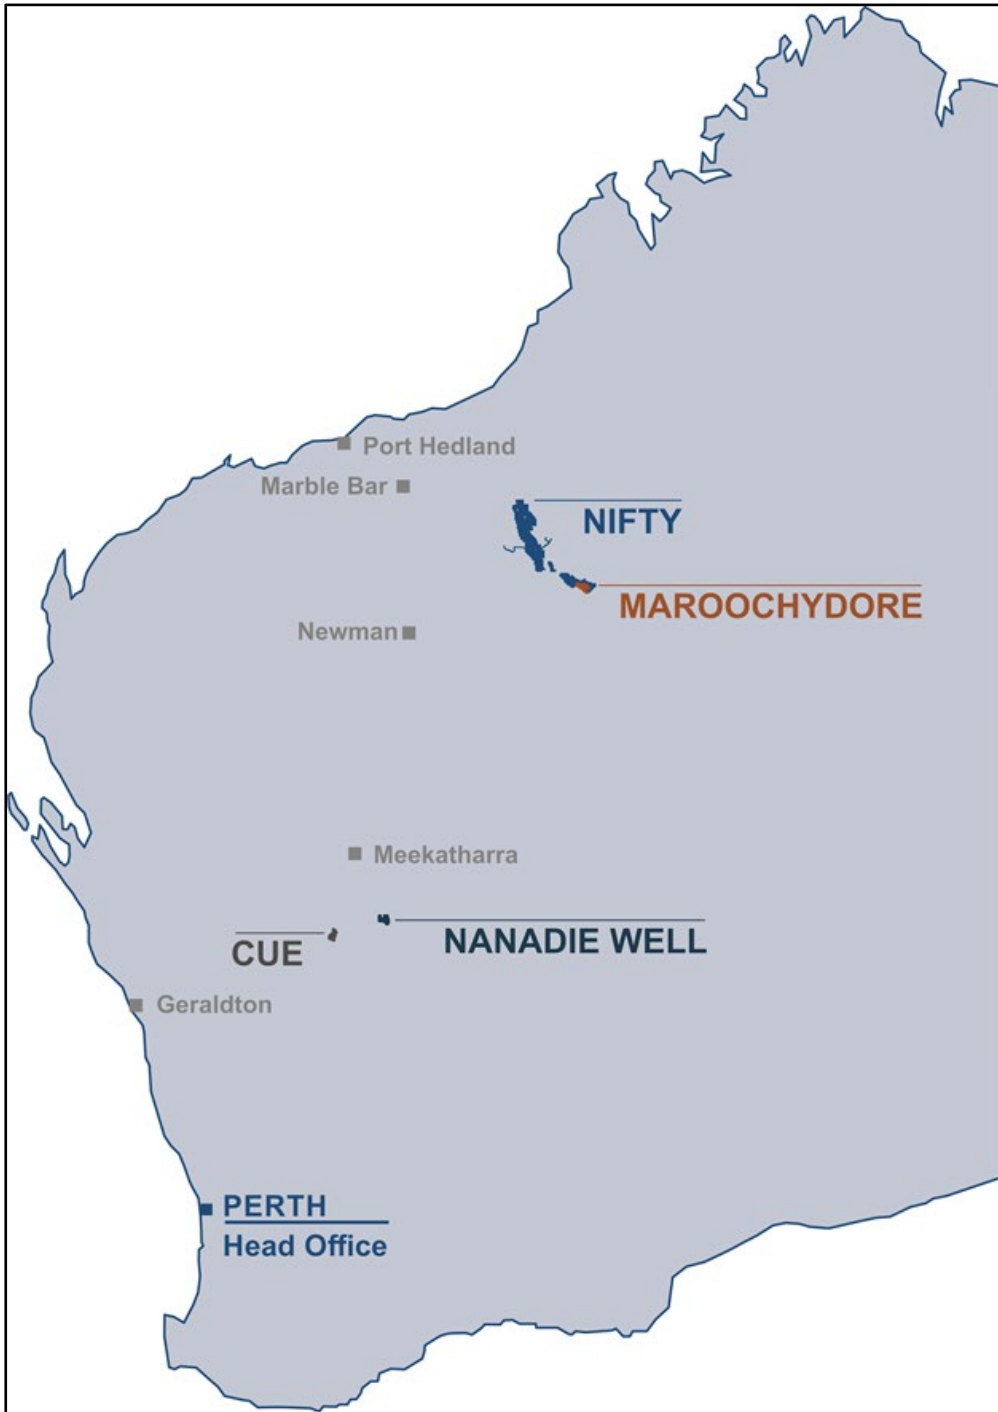 Port Hedland
Marble Bar
NIFTY
MAROOCHYDORE
Newman
Meekatharra
NANADIE WELL
CUE
Geraldton
PERTH
Head Office